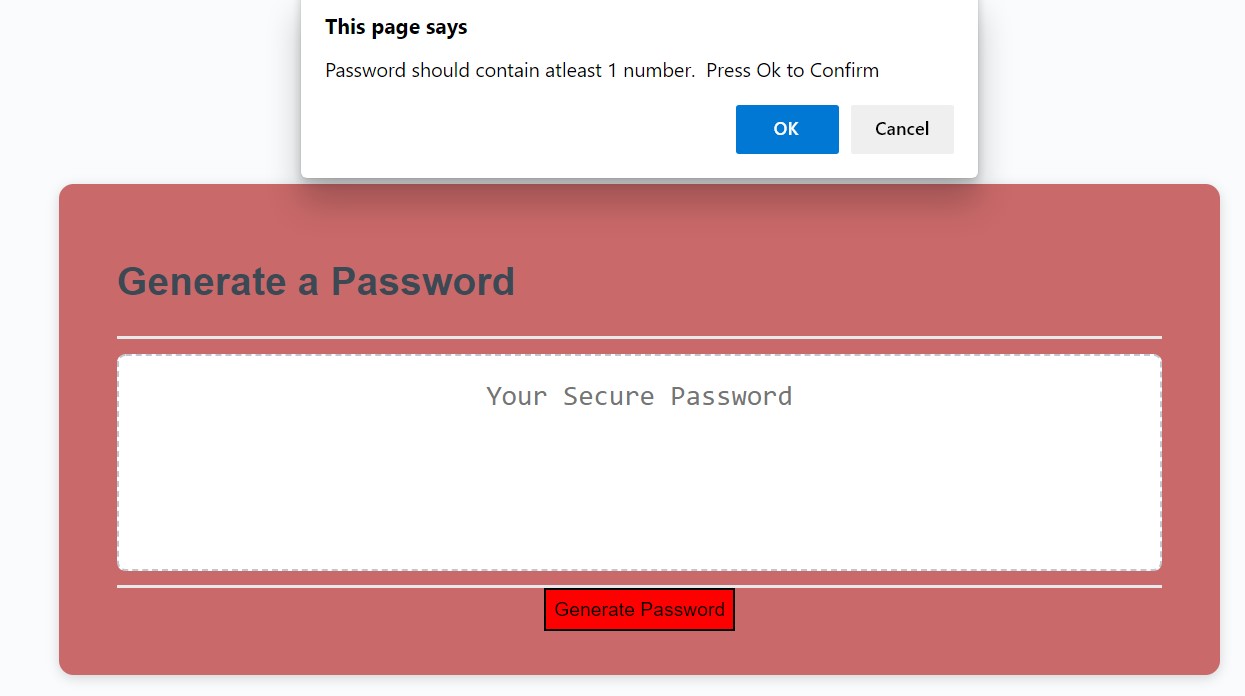 This page says
Password should contain atleast 1 number.  Press Ok to Confirm
OK
Cancel
Generate a Password
Your Secure Password
Generate Password